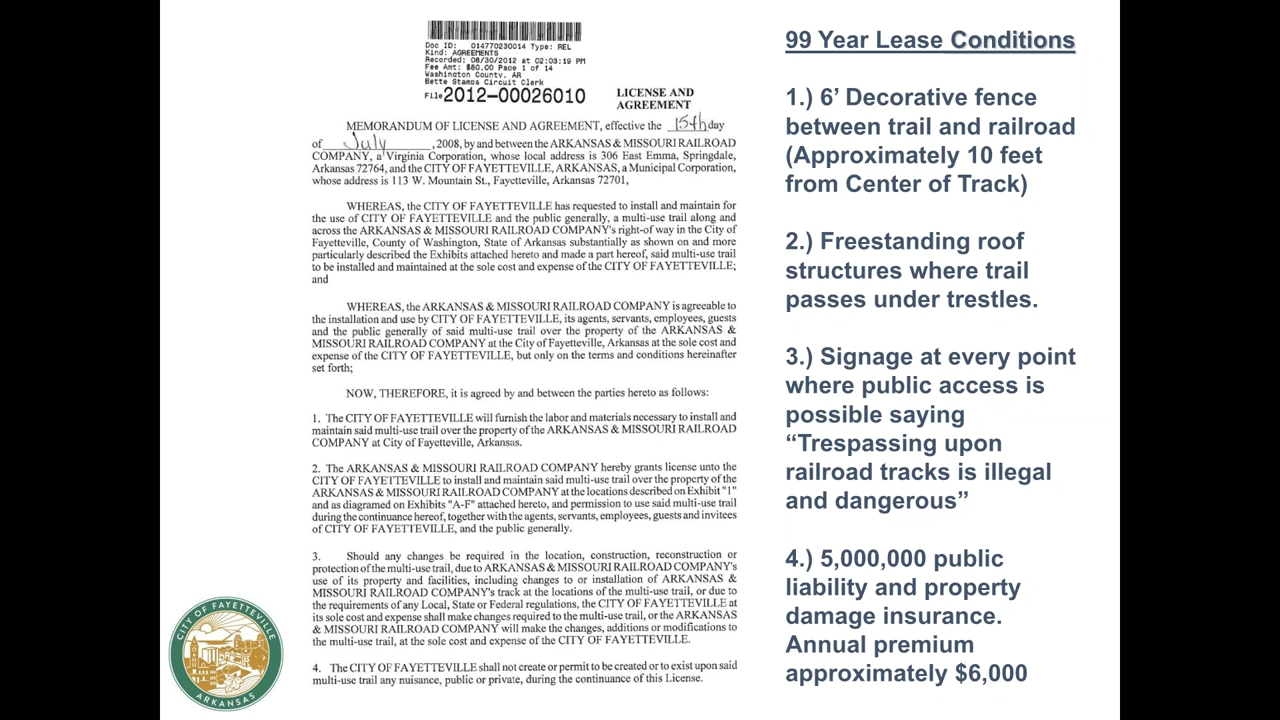 Doc ID: 014770230014 Type: REL
Kind: AGREEMENTS
Recorded: 08/30/2012 at 02:03:19 PM
Fee Amt: $80.00 Page 1 of 14
Washington County, AR
Bette Stamps Circuit Clerk
File 2012-00026010
LICENSE AND
AGREEMENT
MEMORANDUM OF LICENSE AND AGREEMENT, effective the 15th day
of July, 2008, by and between the ARKANSAS & MISSOURI RAILROAD
COMPANY, a Virginia Corporation, whose local address is 306 East Emma, Springdale,
Arkansas 72764, and the CITY OF FAYETTEVILLE, ARKANSAS, a Municipal Corporation,
whose address is 113 W. Mountain St., Fayetteville, Arkansas 72701,
WHEREAS, the CITY OF FAYETTEVILLE has requested to install and maintain for
the use of CITY OF FAYETTEVILLE and the public generally, a multi-use trail along and
across the ARKANSAS & MISSOURI RAILROAD COMPANY's right-of way in the City of
Fayetteville, County of Washington, State of Arkansas substantially as shown on and more
particularly described the Exhibits attached hereto and made a part hereof, said multi-use trail
to be installed and maintained at the sole cost and expense of the CITY OF FAYETTEVILLE;
and
WHEREAS, the ARKANSAS & MISSOURI RAILROAD COMPANY is agreeable to
the installation and use by CITY OF FAYETTEVILLE, its agents, servants, employees, guests
and the public generally of said multi-use trail over the property of the ARKANSAS &
MISSOURI RAILROAD COMPANY at the City of Fayetteville, Arkansas at the sole cost and
expense of the CITY OF FAYETTEVILLE, but only on the terms and conditions hereinafter
set forth;
NOW, THEREFORE, it is agreed by and between the parties hereto as follows:
1. The CITY OF FAYETTEVILLE will furnish the labor and materials necessary to install and
maintain said multi-use trail over the property of the ARKANSAS & MISSOURI RAILROAD
COMPANY at City of Fayetteville, Arkansas.
2. The ARKANSAS & MISSOURI RAILROAD COMPANY hereby grants license unto the
CITY OF FAYETTEVILLE to install and maintain said multi-use trail over the property of the
ARKANSAS & MISSOURI RAILROAD COMPANY at the locations described on Exhibit "1"
and as diagramed on Exhibits "A-F" attached hereto, and permission to use said multi-use trail
during the continuance hereof, together with the agents, servants, employees, guests and invitees
of CITY OF FAYETTEVILLE, and the public generally.
3. Should any changes be required in the location, construction, reconstruction or
protection of the multi-use trail, due to ARKANSAS & MISSOURI RAILROAD COMPANY's
use of its property and facilities, including changes to or installation of ARKANSAS &
MISSOURI RAILROAD COMPANY's track at the locations of the multi-use trail, or due to
the requirements of any Local, State or Federal regulations, the CITY OF FAYETTEVILLE at
its sole cost and expense shall make changes required to the multi-use trail, or the ARKANSAS
& MISSOURI RAILROAD COMPANY will make the changes, additions or modifications to
the multi-use trail, at the sole cost and expense of the CITY OF FAYETTEVILLE.
4. The CITY OF FAYETTEVILLE shall not create or permit to be created or to exist upon said
multi-use trail any nuisance, public or private, during the continuance of this License.
CITY OF FAYETTEVILLE
ARKANSAS
99 Year Lease Conditions
1.) 6’ Decorative fence
between trail and railroad
(Approximately 10 feet
from Center of Track)
2.) Freestanding roof
structures where trail
passes under trestles.
3.) Signage at every point
where public access is
possible saying
“Trespassing upon
railroad tracks is illegal
and dangerous”
4.) 5,000,000 public
liability and property
damage insurance.
Annual premium
approximately $6,000